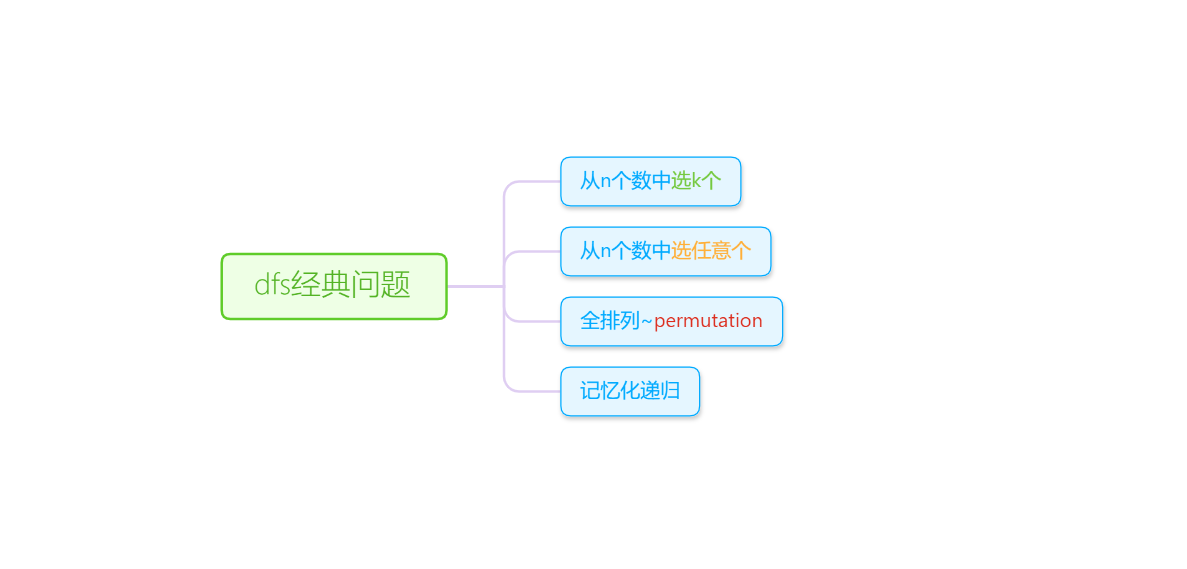 dfs经典问题
从n个数中选k个
从n个数中选任意个
全排列~permutation
记忆化递归